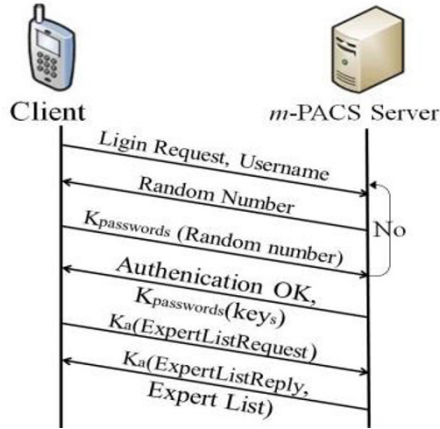 Client
m-PACS Server
Ligin Request, Username
Random Number
No
Kpasswords (Random number)
Authenication OK,
Kpasswords(keys)
Ka(ExpertListRequest)
Ka(ExpertListReply,
Expert List)